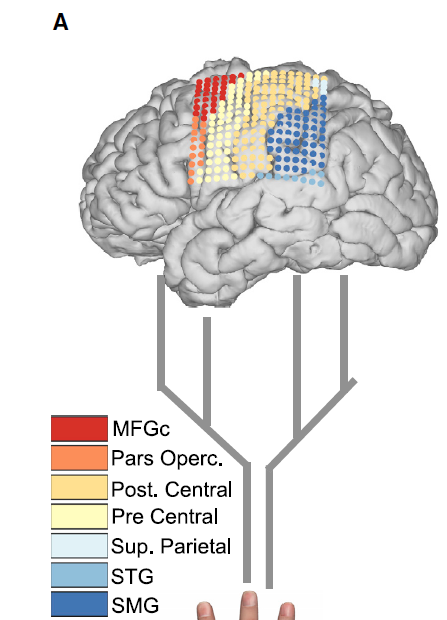 A
MFGc
Pars Operc.
Post. Central
Pre Central
Sup. Parietal
STG
SMG